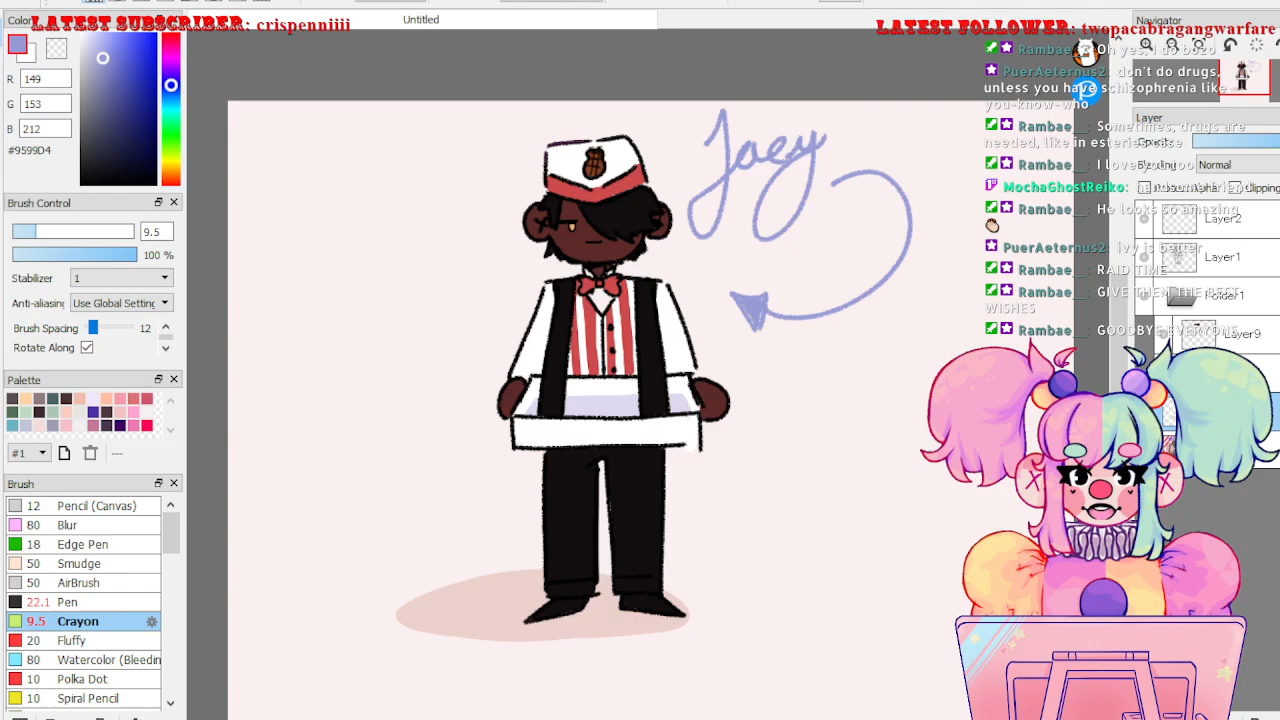 Color
LATEST SUBSCRIBER: crispenniiii
Untitled
LATEST FOLLOWER: twopacabragangwarfare
Navigator
R 149
G 153
B 212
#9599D4
Brush Control
9.5
100 %
Stabilizer 1
Anti-aliasing Use Global Setting
Brush Spacing 12
Rotate Along
Palette
#1
Brush
12 Pencil (Canvas)
80 Blur
18 Edge Pen
50 Smudge
50 AirBrush
22.1 Pen
9.5 Crayon
20 Fluffy
80 Watercolor (Bleedin
10 Polka Dot
10 Spiral Pencil
Joey
Rambae__: Oh yes, I do bozo
PuerAeternus2: don't do drugs,
unless you have schizophrenia like
you-know-who
Rambae__: Sometimes, drugs are
needed, like in
Rambae__: I love
MochaGhostReiko:
Rambae__: He looks so amazing
PuerAeternus2: ivy is better
Rambae__: RAID TIME
Rambae__: GIVE THEM THE BEST
WISHES
Rambae__: GOODBYE EVERYONE
Layer
Opacity
Blending Normal
Clipping
Layer2
Layer1
Folder1
Layer9